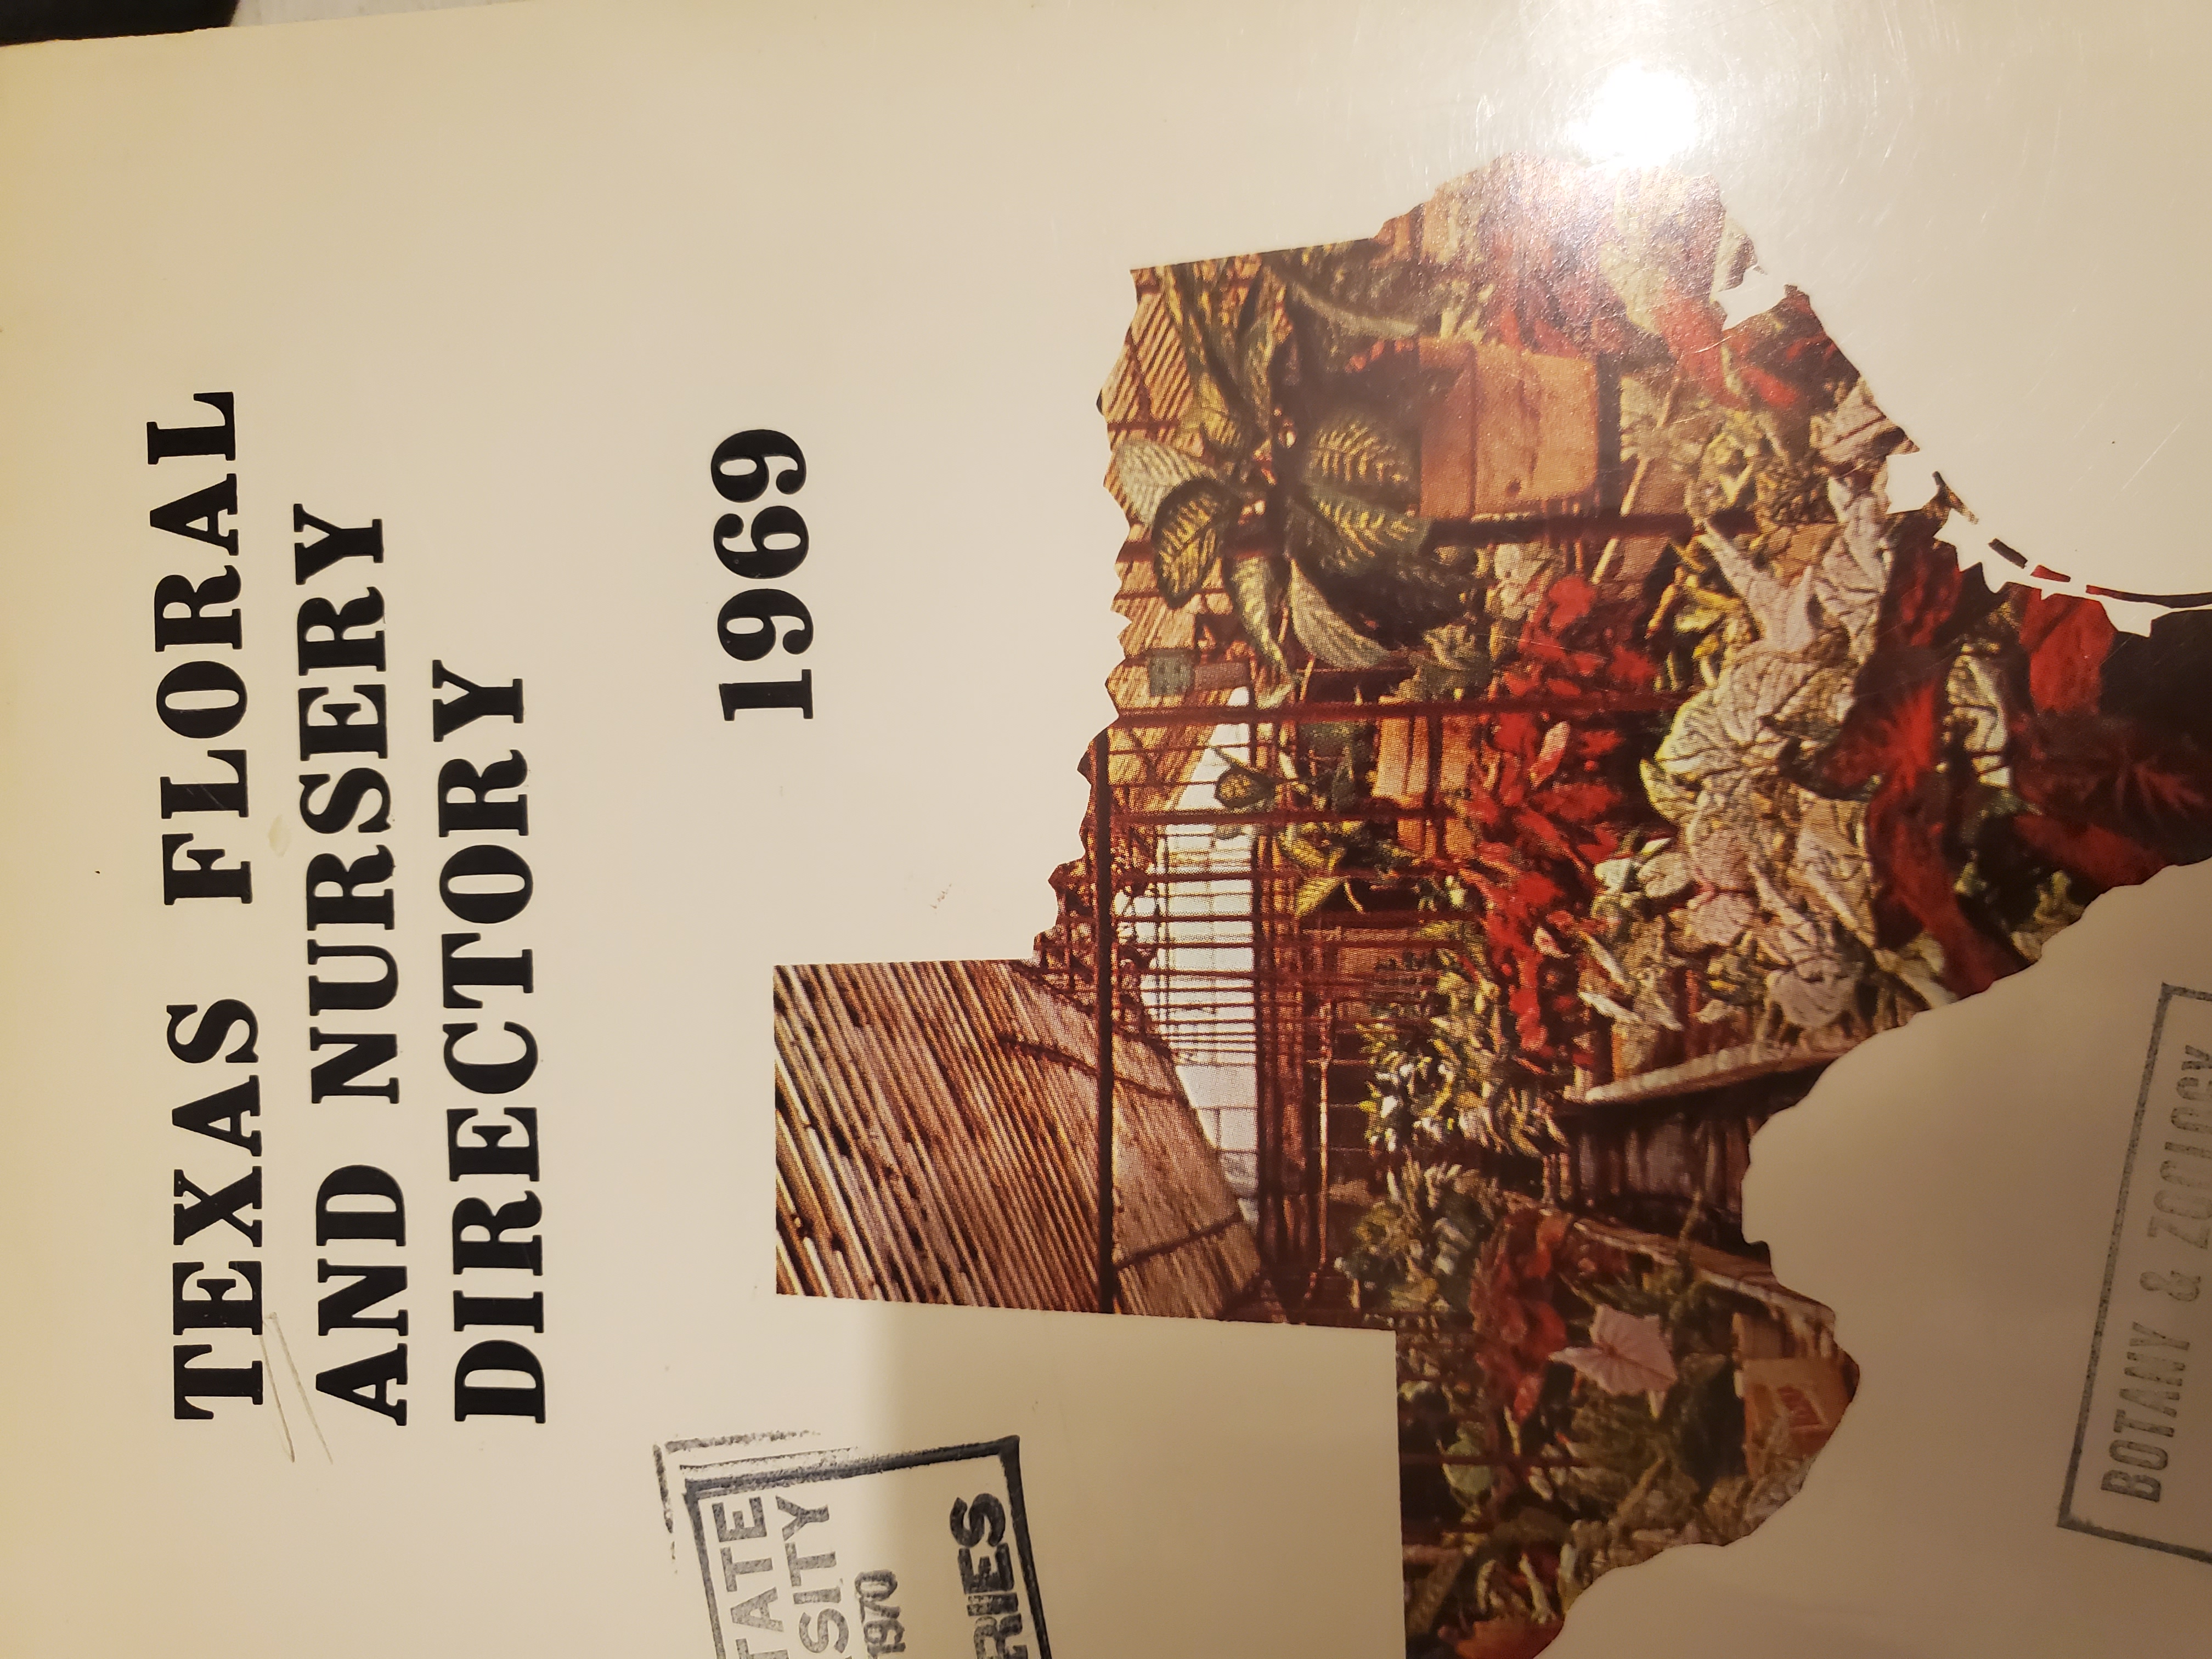 TEXAS FLORAL
AND NURSERY
DIRECTORY
1969
TATE
SITY
1970
RIES
BOTANY & ZOOLOGY